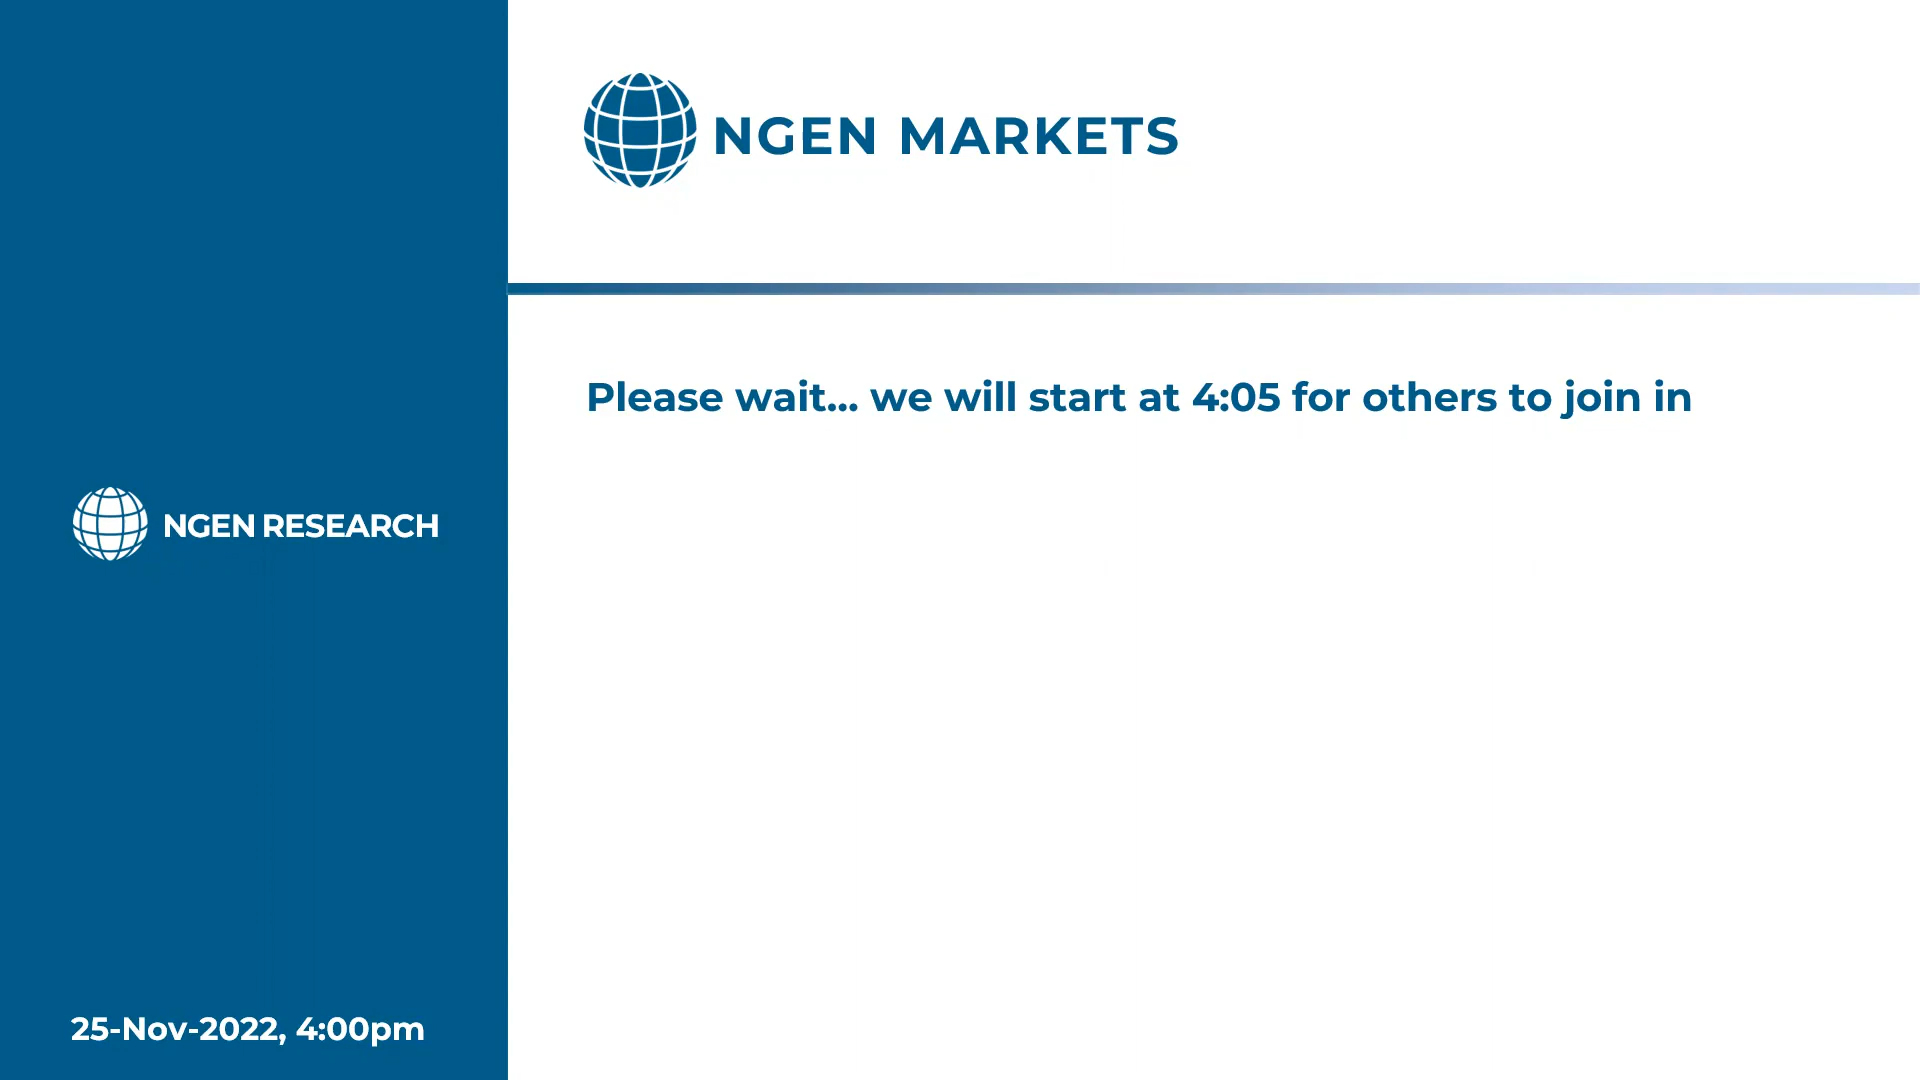 NGEN MARKETS
Please wait... we will start at 4:05 for others to join in
NGEN RESEARCH
25-Nov-2022, 4:00pm